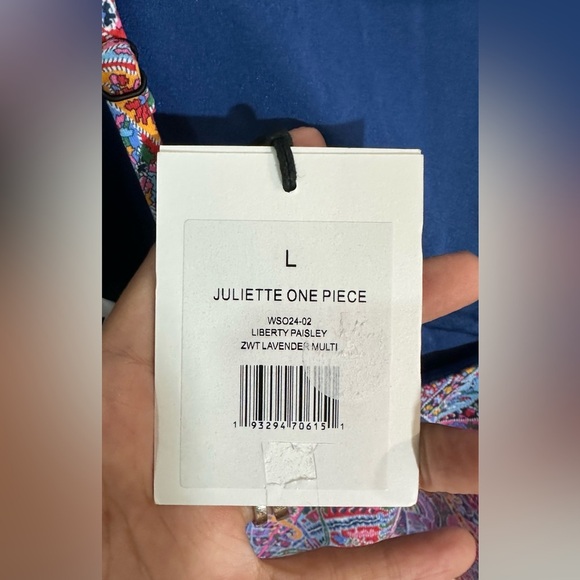 L
JULIETTE ONE PIECE
WSO24-02
LIBERTY PAISLEY
ZWT LAVENDER MULTI
1 93294 70615 1